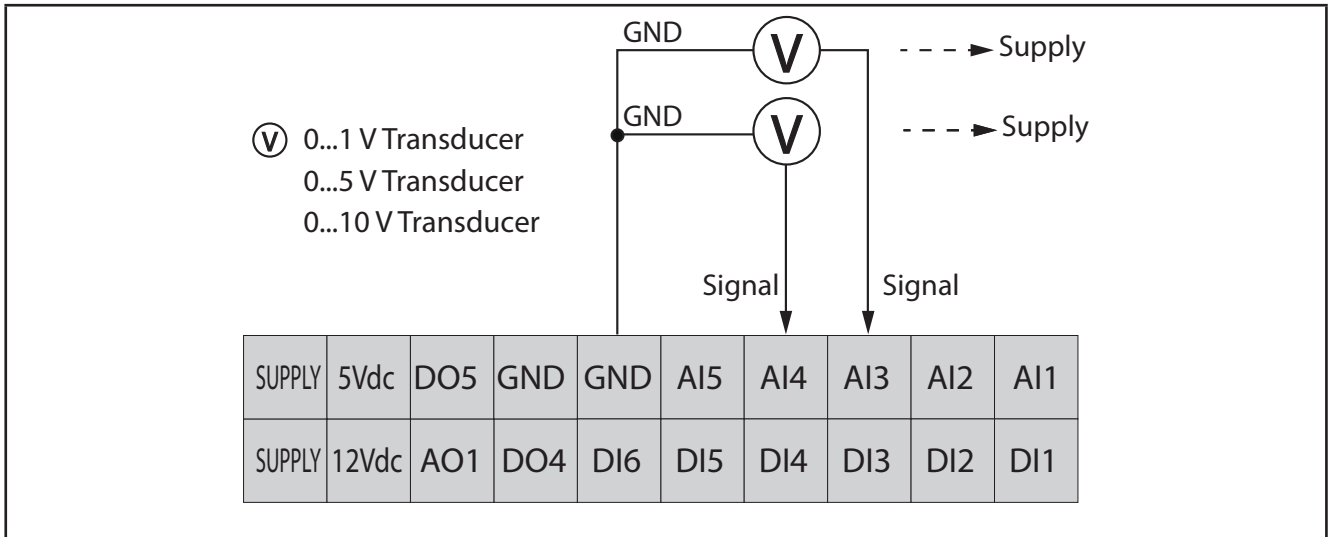 GND
V
Supply
GND
V
Supply
V 0...1 V Transducer
0...5 V Transducer
0...10 V Transducer
Signal
Signal
SUPPLY 5Vdc DO5 GND GND AI5 AI4 AI3 AI2 AI1
SUPPLY 12Vdc AO1 DO4 DI6 DI5 DI4 DI3 DI2 DI1